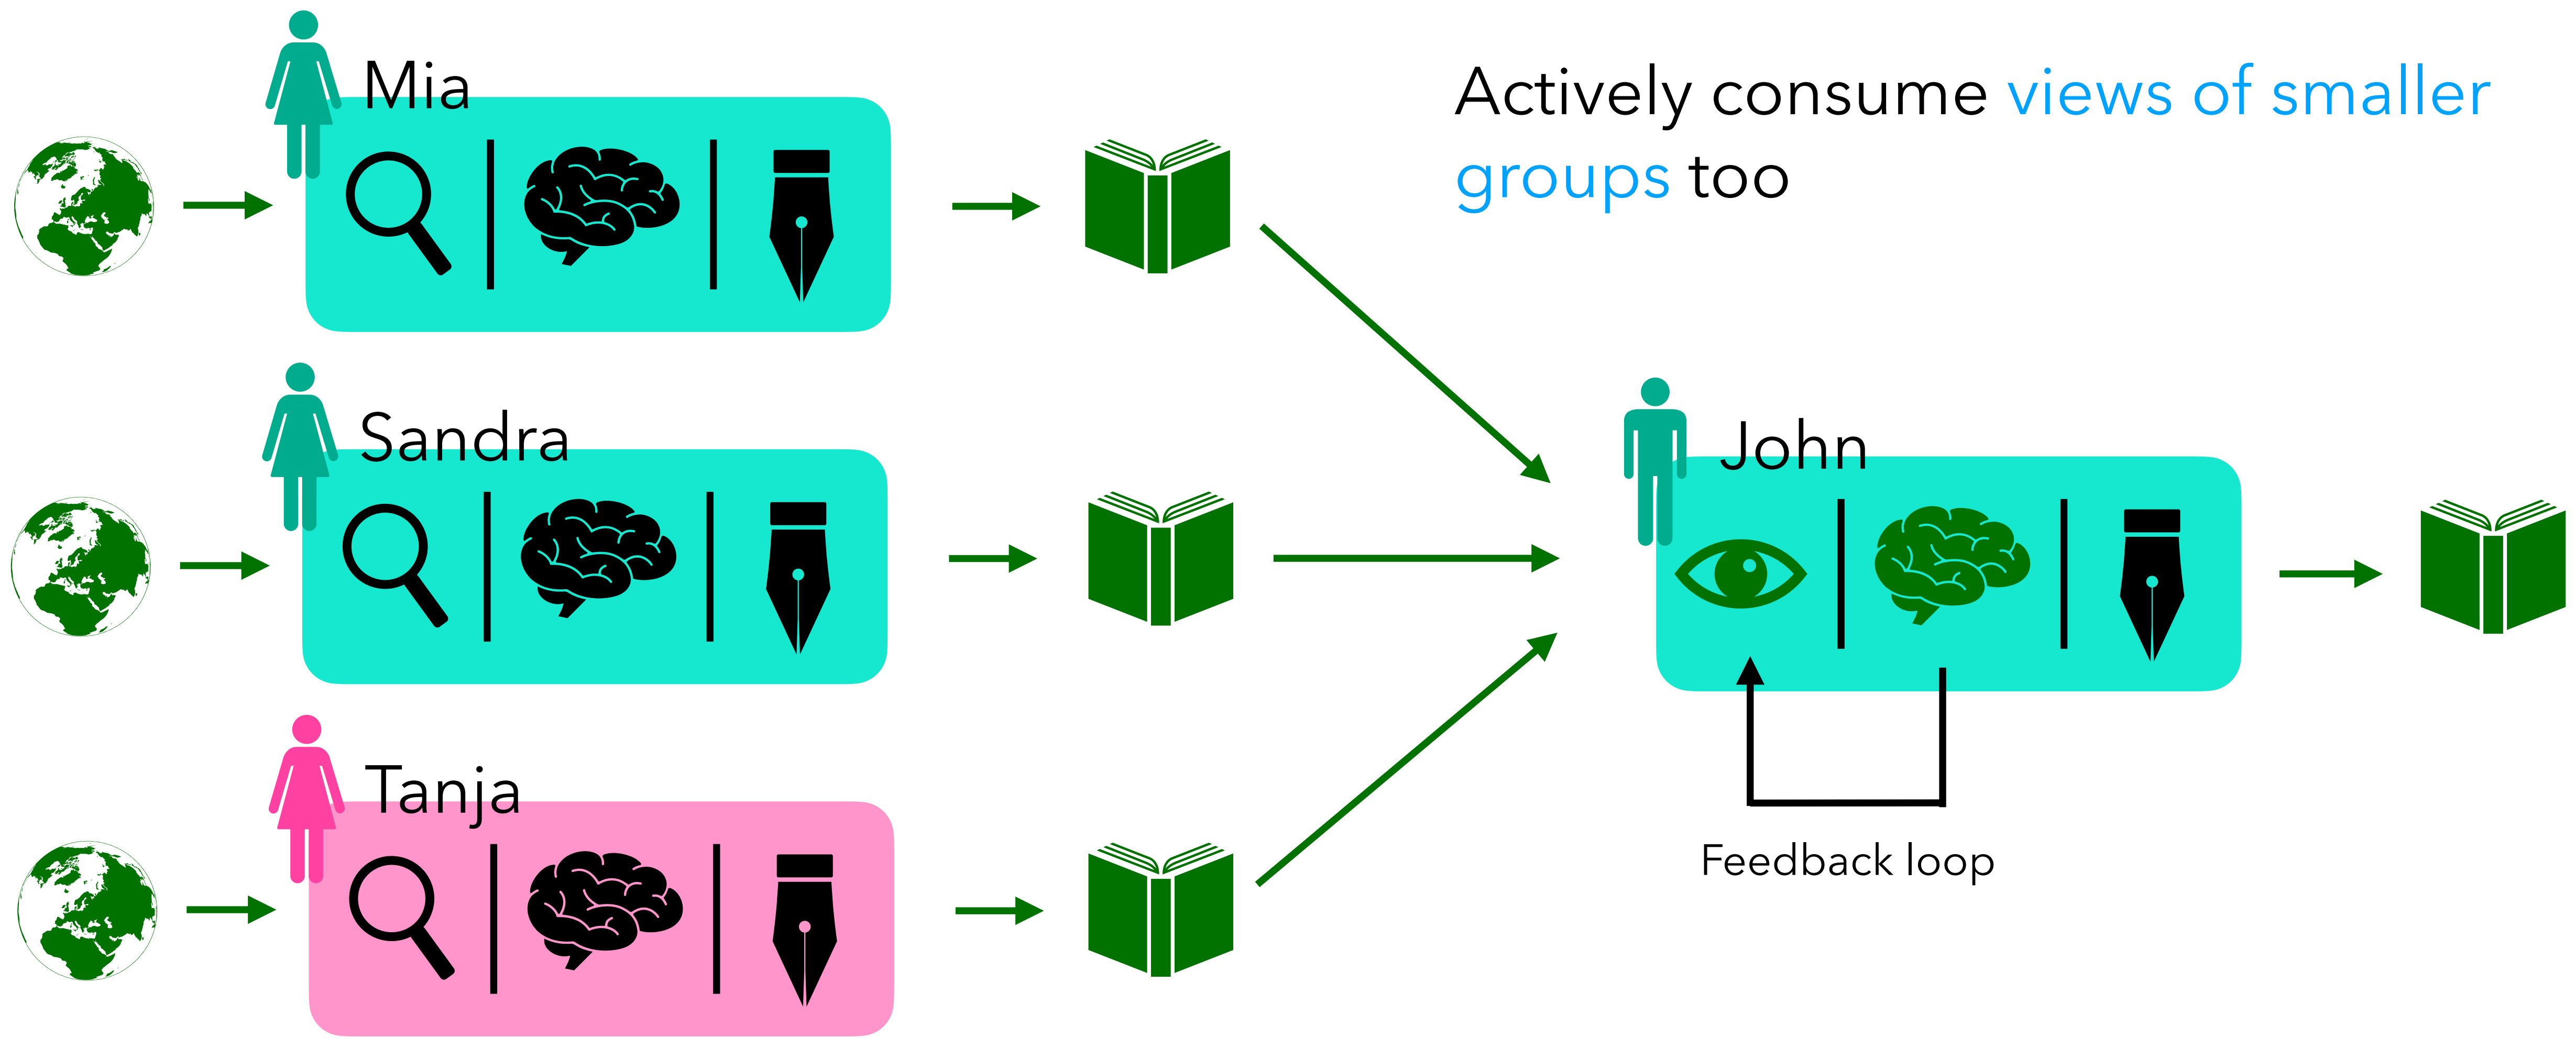 Mia
Actively consume views of smaller
groups too
Sandra
John
Tanja
Feedback loop